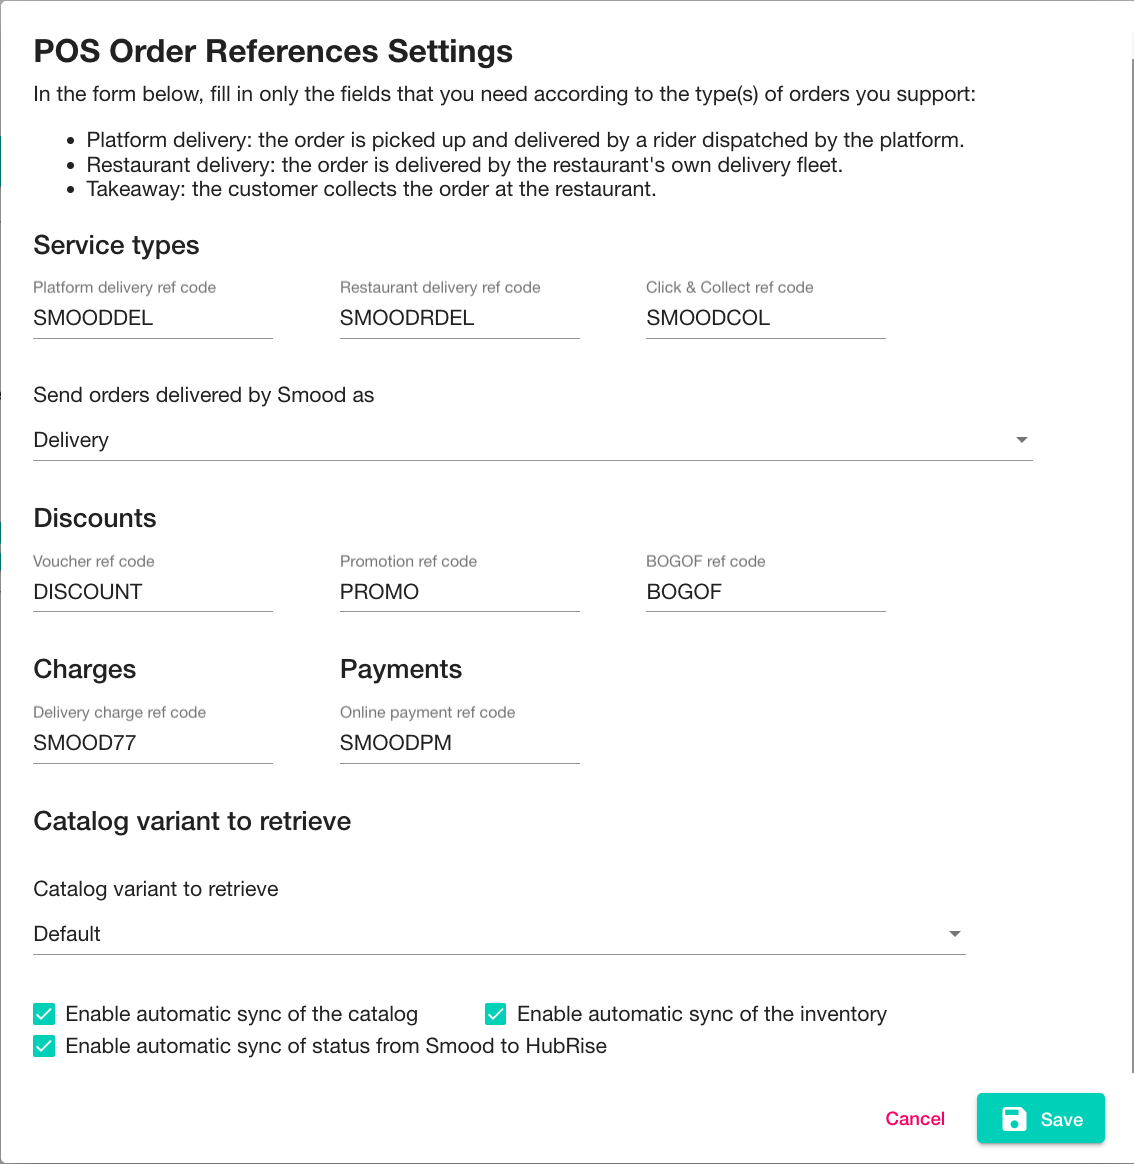 POS Order References Settings
In the form below, fill in only the fields that you need according to the type(s) of orders you support:
• Platform delivery: the order is picked up and delivered by a rider dispatched by the platform.
• Restaurant delivery: the order is delivered by the restaurant's own delivery fleet.
• Takeaway: the customer collects the order at the restaurant.
Service types
Platform delivery ref code Restaurant delivery ref code Click & Collect ref code
SMOODDEL SMOODRDEL SMOODCOL
Send orders delivered by Smood as
Delivery
Discounts
Voucher ref code Promotion ref code BOGOF ref code
DISCOUNT PROMO BOGOF
Charges Payments
Delivery charge ref code Online payment ref code
SMOOD77 SMOODPM
Catalog variant to retrieve
Catalog variant to retrieve
Default
Enable automatic sync of the catalog Enable automatic sync of the inventory
Enable automatic sync of status from Smood to HubRise
Cancel Save